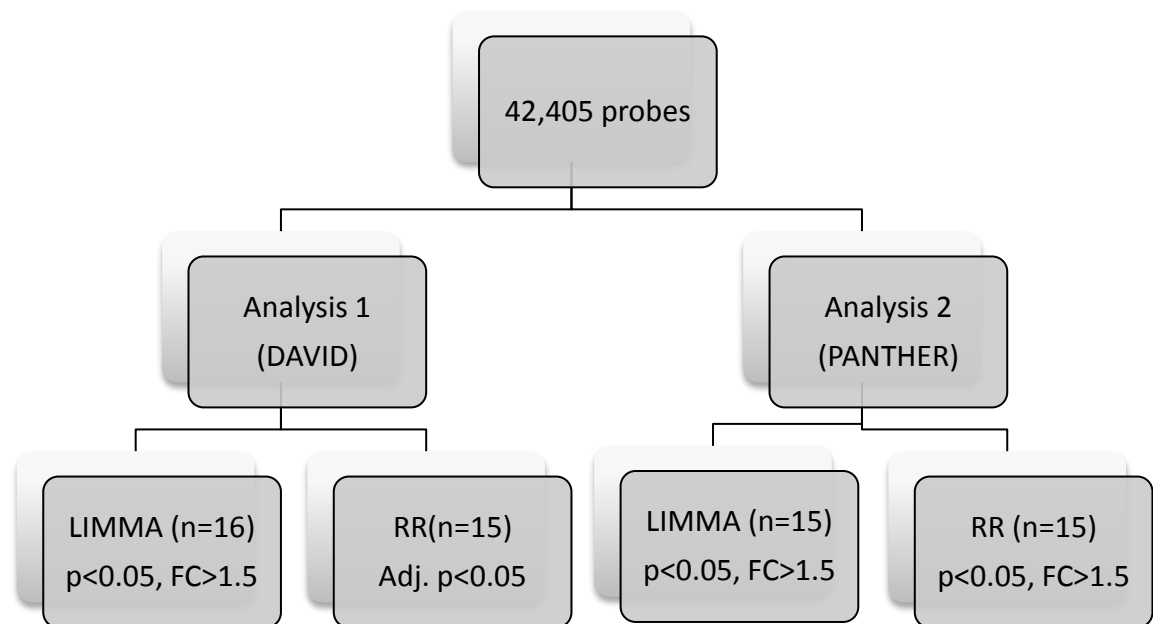 42,405 probes
Analysis 1
(DAVID)
Analysis 2
(PANTHER)
LIMMA (n=16)
p<0.05, FC>1.5
RR(n=15)
Adj. p<0.05
LIMMA (n=15)
p<0.05, FC>1.5
RR (n=15)
p<0.05, FC>1.5